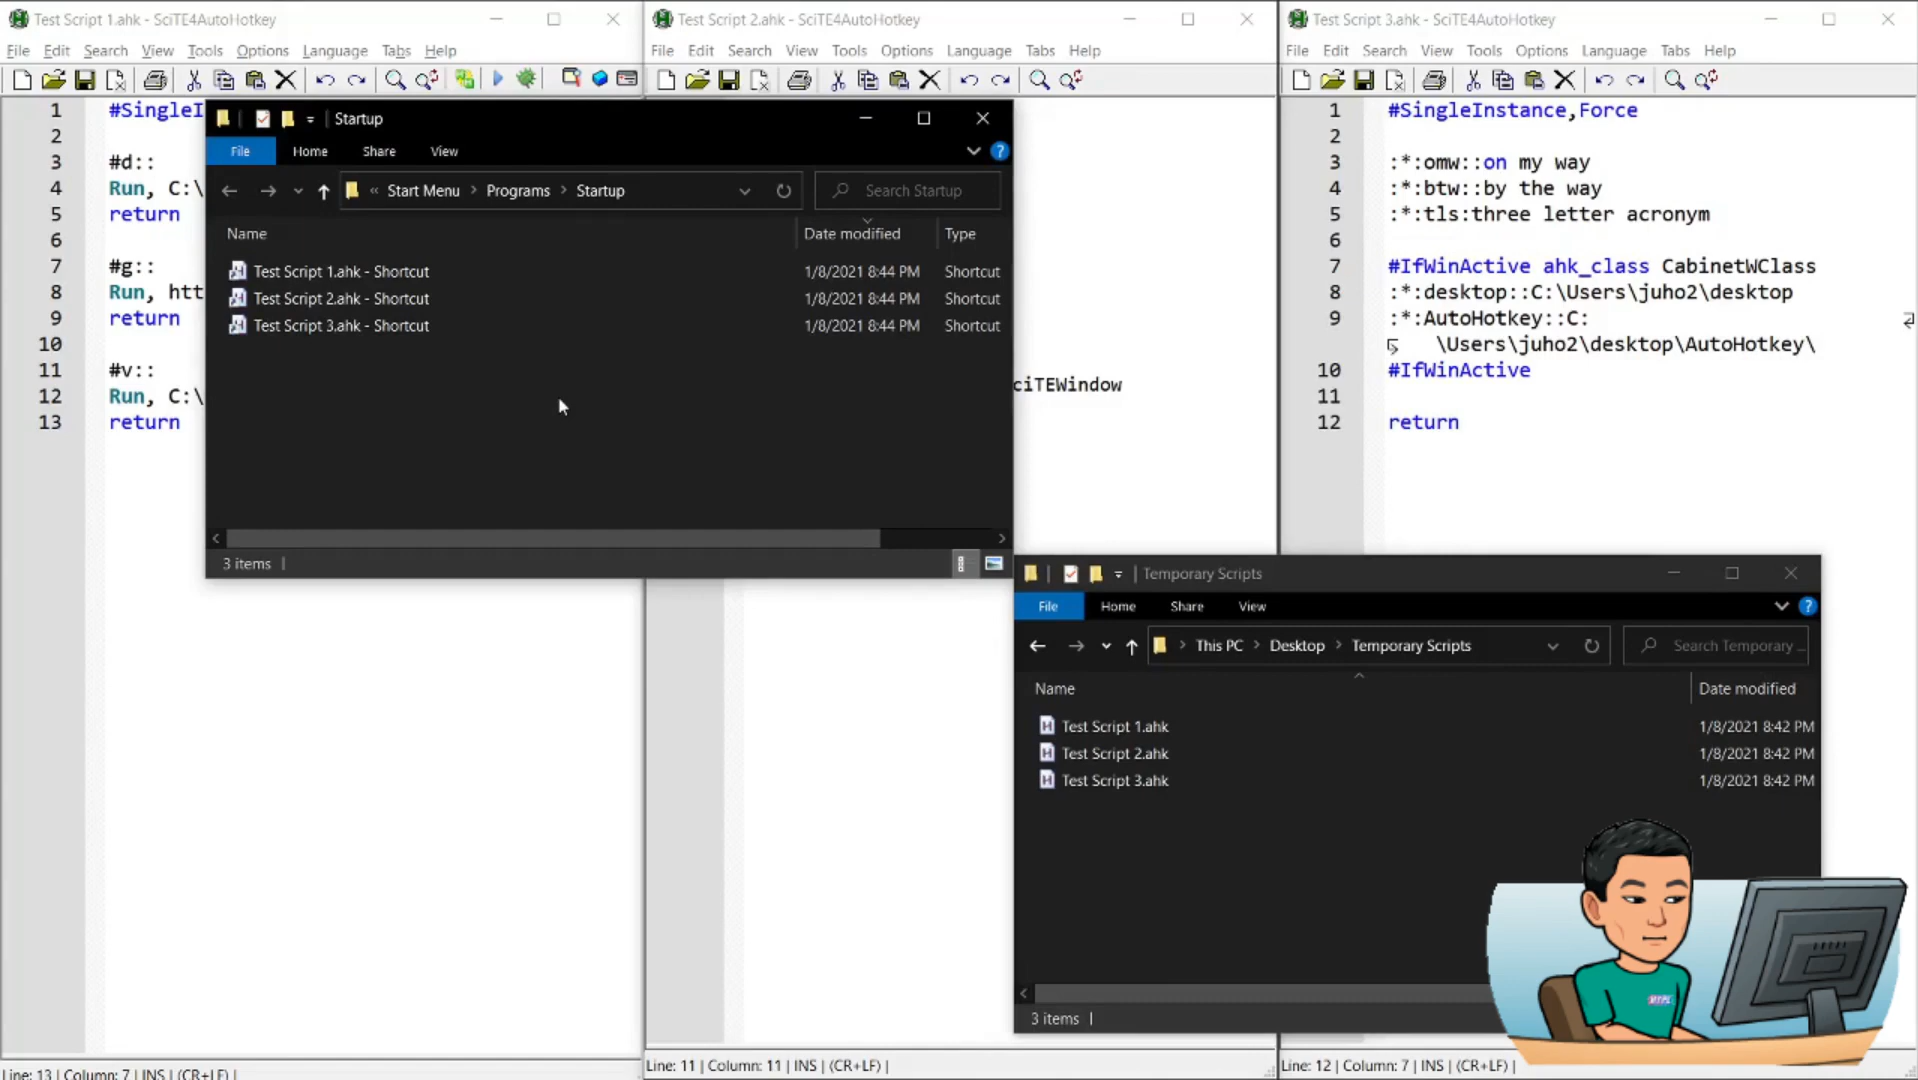 Test Script 1.ahk - SciTE4AutoHotkey
File Edit Search View Tools Options Language Tabs Help
1 #SingleI
2
3 #d::
4 Run, C:\
5 return
6
7 #g::
8 Run, htt
9 return
10
11 #v::
12 Run, C:\
13 return
Line: 13 | Column: 7 | INS | (CR+LF) |
Test Script 2.ahk - SciTE4AutoHotkey
File Edit Search View Tools Options Language Tabs Help
ciTEWindow
Line: 11 | Column: 11 | INS | (CR+LF) |
Test Script 3.ahk - SciTE4AutoHotkey
File Edit Search View Tools Options Language Tabs Help
1 #SingleInstance,Force
2
3 :*:omw::on my way
4 :*:btw::by the way
5 :*:tls:three letter acronym
6
7 #IfWinActive ahk_class CabinetWClass
8 :*:desktop::C:\Users\juho2\desktop
9 :*:AutoHotkey::C:
\Users\juho2\desktop\AutoHotkey\
10 #IfWinActive
11
12 return
Line: 12 | Column: 7 | INS | (CR+LF) |
Startup
File Home Share View
« Start Menu > Programs > Startup
Search Startup
Name Date modified Type
Test Script 1.ahk - Shortcut 1/8/2021 8:44 PM Shortcut
Test Script 2.ahk - Shortcut 1/8/2021 8:44 PM Shortcut
Test Script 3.ahk - Shortcut 1/8/2021 8:44 PM Shortcut
3 items
Temporary Scripts
File Home Share View
> This PC > Desktop > Temporary Scripts
Search Temporary ...
Name Date modified
Test Script 1.ahk 1/8/2021 8:42 PM
Test Script 2.ahk 1/8/2021 8:42 PM
Test Script 3.ahk 1/8/2021 8:42 PM
3 items